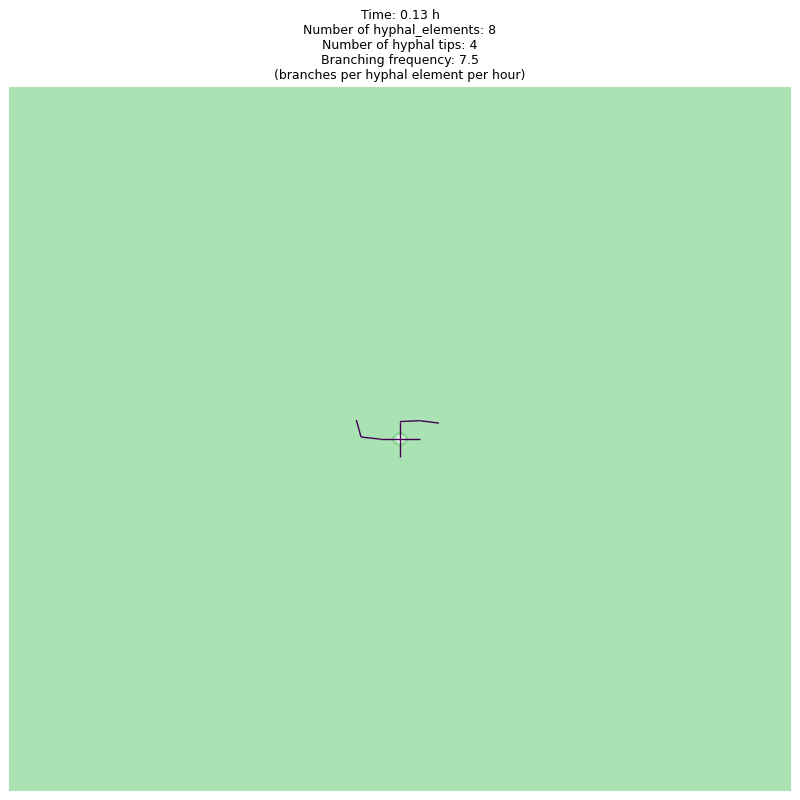 Time: 0.13 h
Number of hyphal_elements: 8
Number of hyphal tips: 4
Branching frequency: 7.5
(branches per hyphal element per hour)